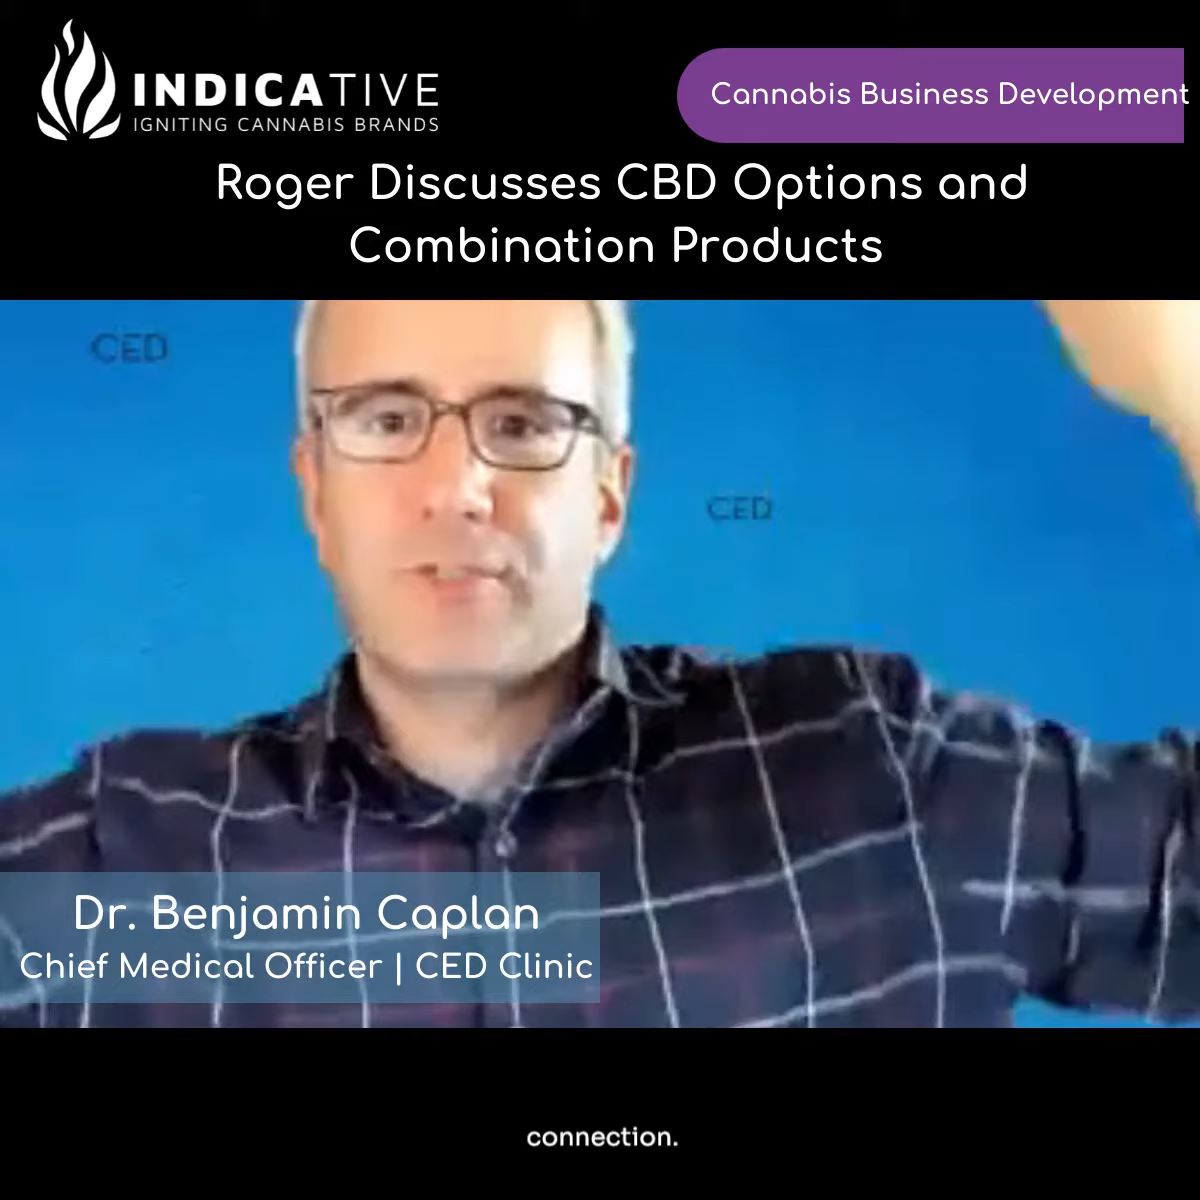 INDICATIVE
IGNITING CANNABIS BRANDS
Cannabis Business Development
Roger Discusses CBD Options and
Combination Products
CED
CED
Dr. Benjamin Caplan
Chief Medical Officer | CED Clinic
connection.